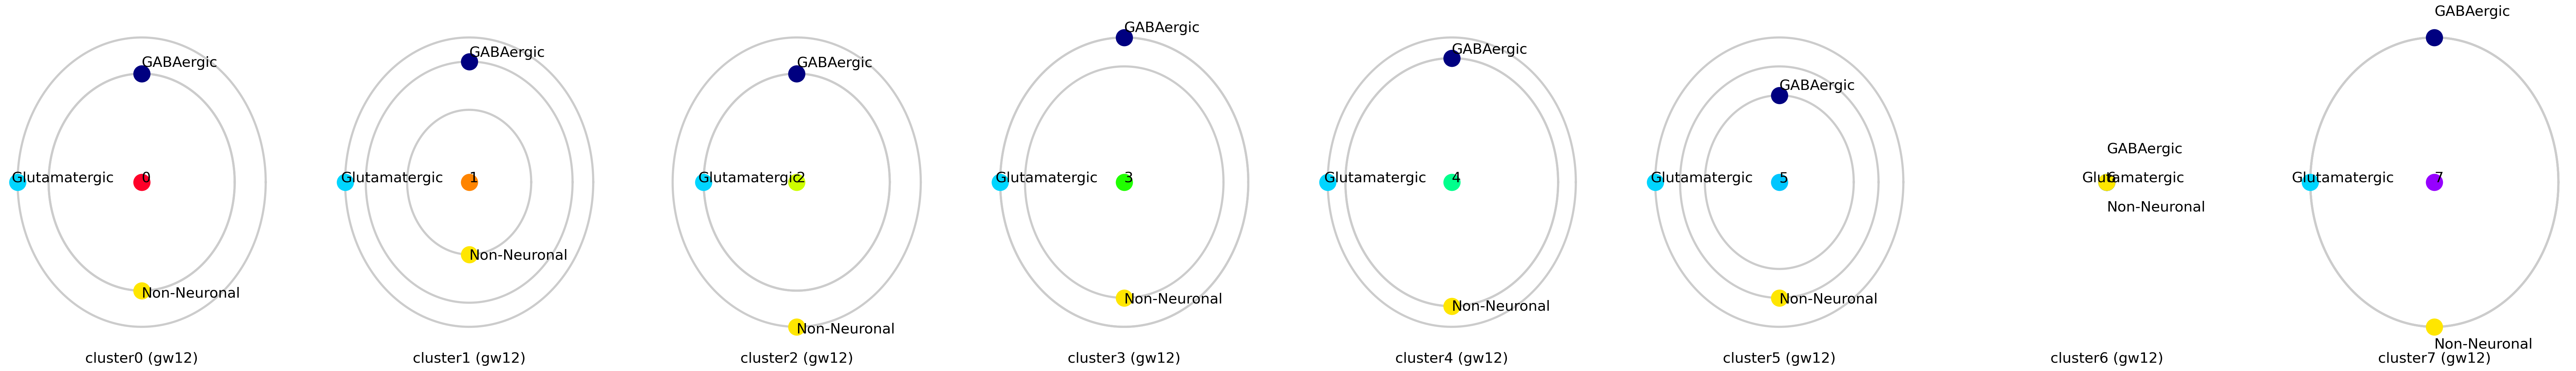 GABAergic
Glutamatergic
0
Non-Neuronal
cluster0 (gw12)
GABAergic
Glutamatergic
1
Non-Neuronal
cluster1 (gw12)
GABAergic
Glutamatergic
2
Non-Neuronal
cluster2 (gw12)
GABAergic
Glutamatergic
3
Non-Neuronal
cluster3 (gw12)
GABAergic
Glutamatergic
4
Non-Neuronal
cluster4 (gw12)
GABAergic
Glutamatergic
5
Non-Neuronal
cluster5 (gw12)
GABAergic
Glutamatergic
6
Non-Neuronal
cluster6 (gw12)
GABAergic
Glutamatergic
7
Non-Neuronal
cluster7 (gw12)